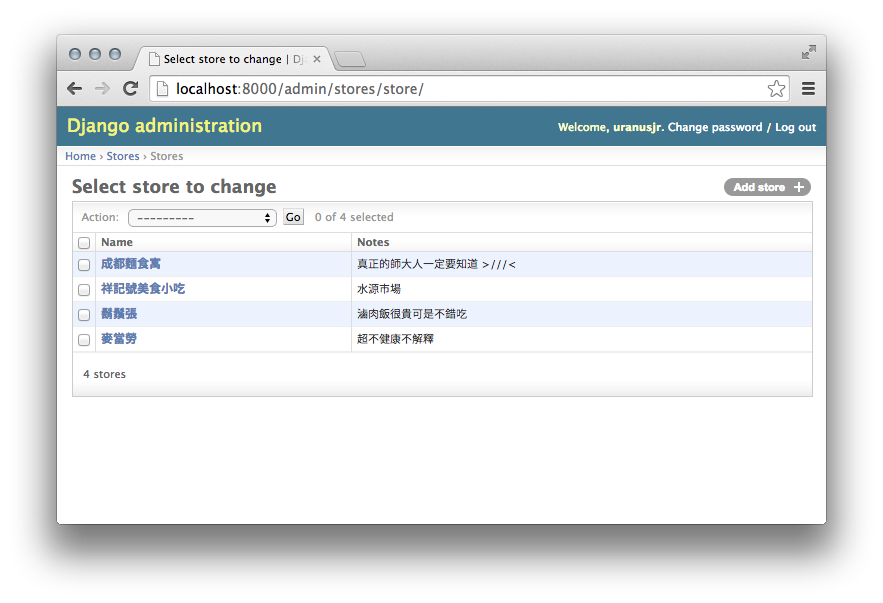 Select store to change | Dj
localhost:8000/admin/stores/store/
Django administration
Welcome, uranusjr. Change password / Log out
Home › Stores › Stores
Select store to change
Add store +
Action: --------- Go 0 of 4 selected
Name Notes
成都麵食寓 真正的師大人一定要知道 >///<
祥記號美食小吃 水源市場
鬍鬚張 滷肉飯很貴可是不錯吃
麥當勞 超不健康不解釋
4 stores